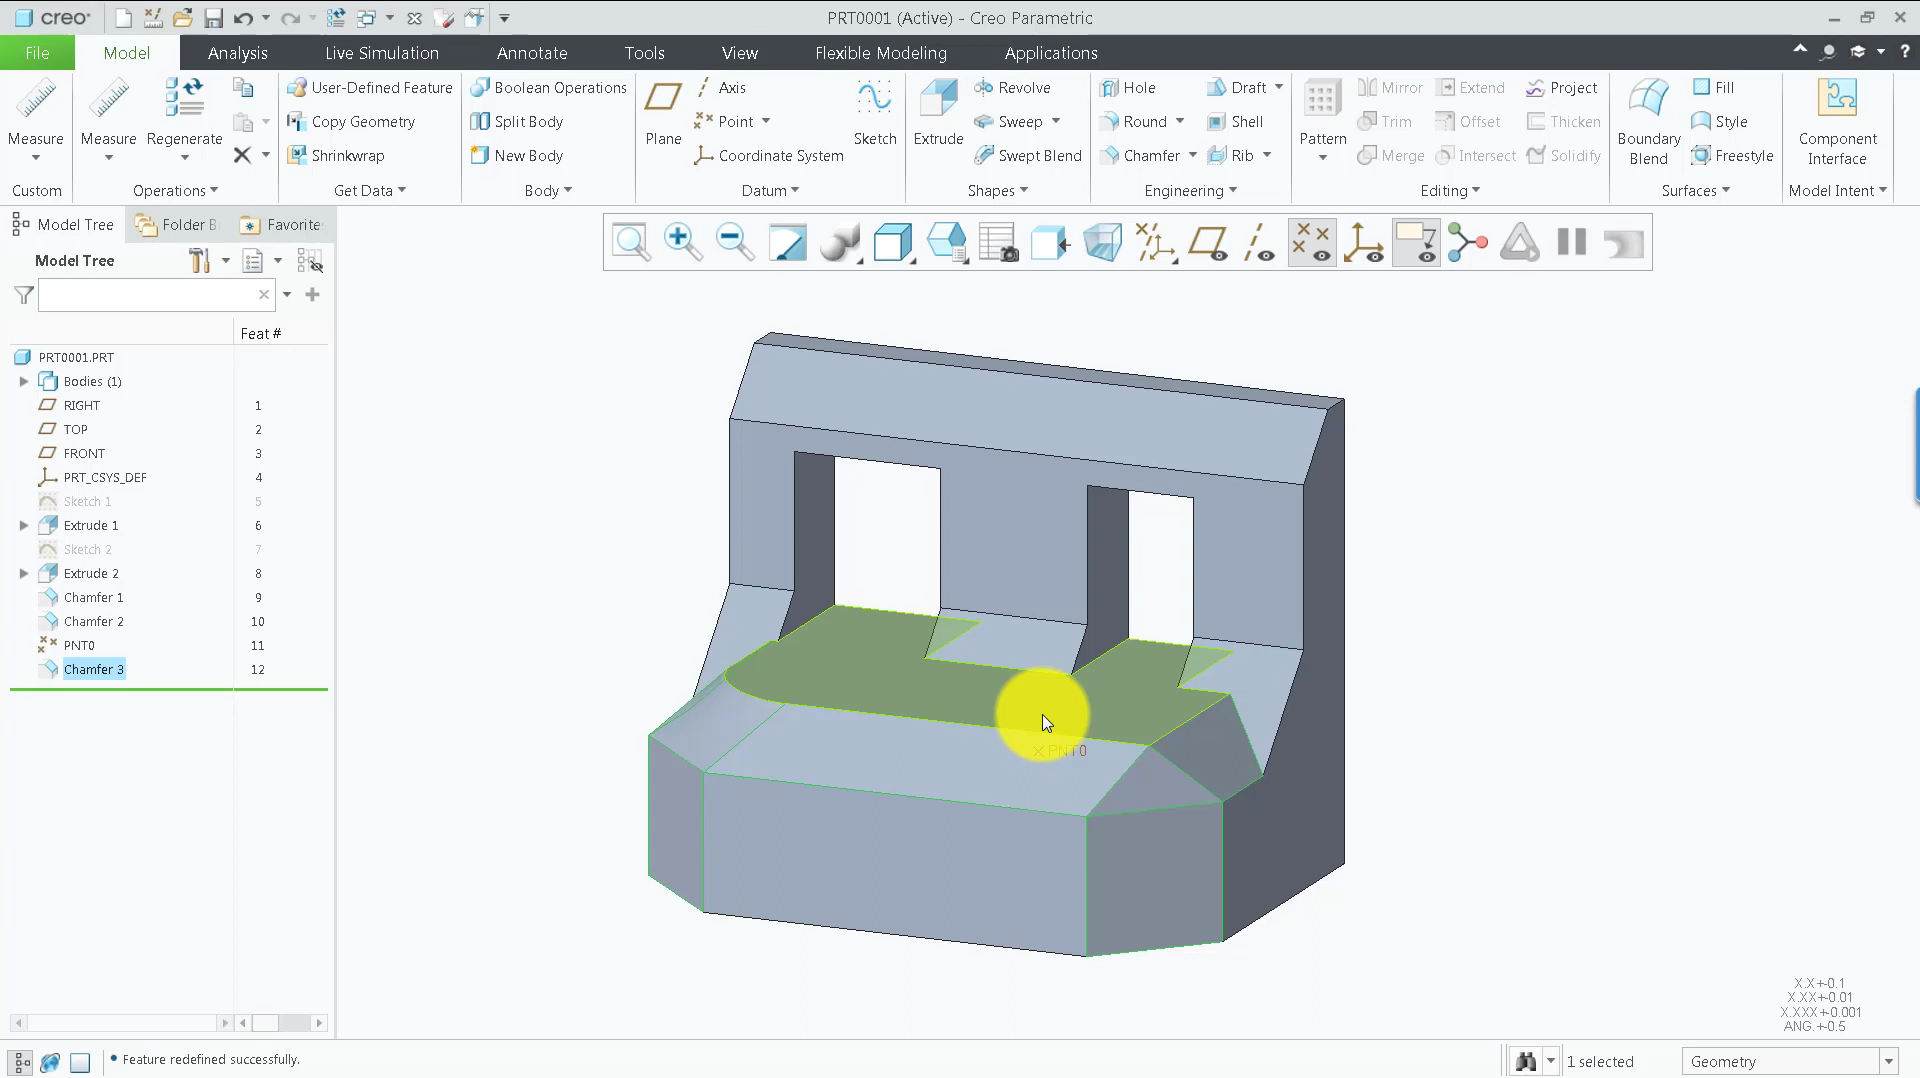 creo
PRT0001 (Active) - Creo Parametric
File Model Analysis Live Simulation Annotate Tools View Flexible Modeling Applications
Measure
Custom
Measure Regenerate
Operations
User-Defined Feature
Copy Geometry
Shrinkwrap
Get Data
Boolean Operations
Split Body
New Body
Body
Plane
Axis
Point
Coordinate System
Sketch
Datum
Extrude
Revolve
Sweep
Swept Blend
Shapes
Hole Draft
Round Shell
Chamfer Rib
Engineering
Pattern
Mirror Extend Project
Trim Offset Thicken
Merge Intersect Solidify
Editing
Boundary Blend
Fill
Style
Freestyle
Surfaces
Component Interface
Model Intent
Model Tree Folder B Favorite
Model Tree
Feat #
PRT0001.PRT
Bodies (1)
RIGHT 1
TOP 2
FRONT 3
PRT_CSYS_DEF 4
Sketch 1 5
Extrude 1 6
Sketch 2 7
Extrude 2 8
Chamfer 1 9
Chamfer 2 10
PNT0 11
Chamfer 3 12
PNT0
X.X+-0.1
X.XX+-0.01
X.XXX+-0.001
ANG.+-0.5
Feature redefined successfully.
1 selected
Geometry